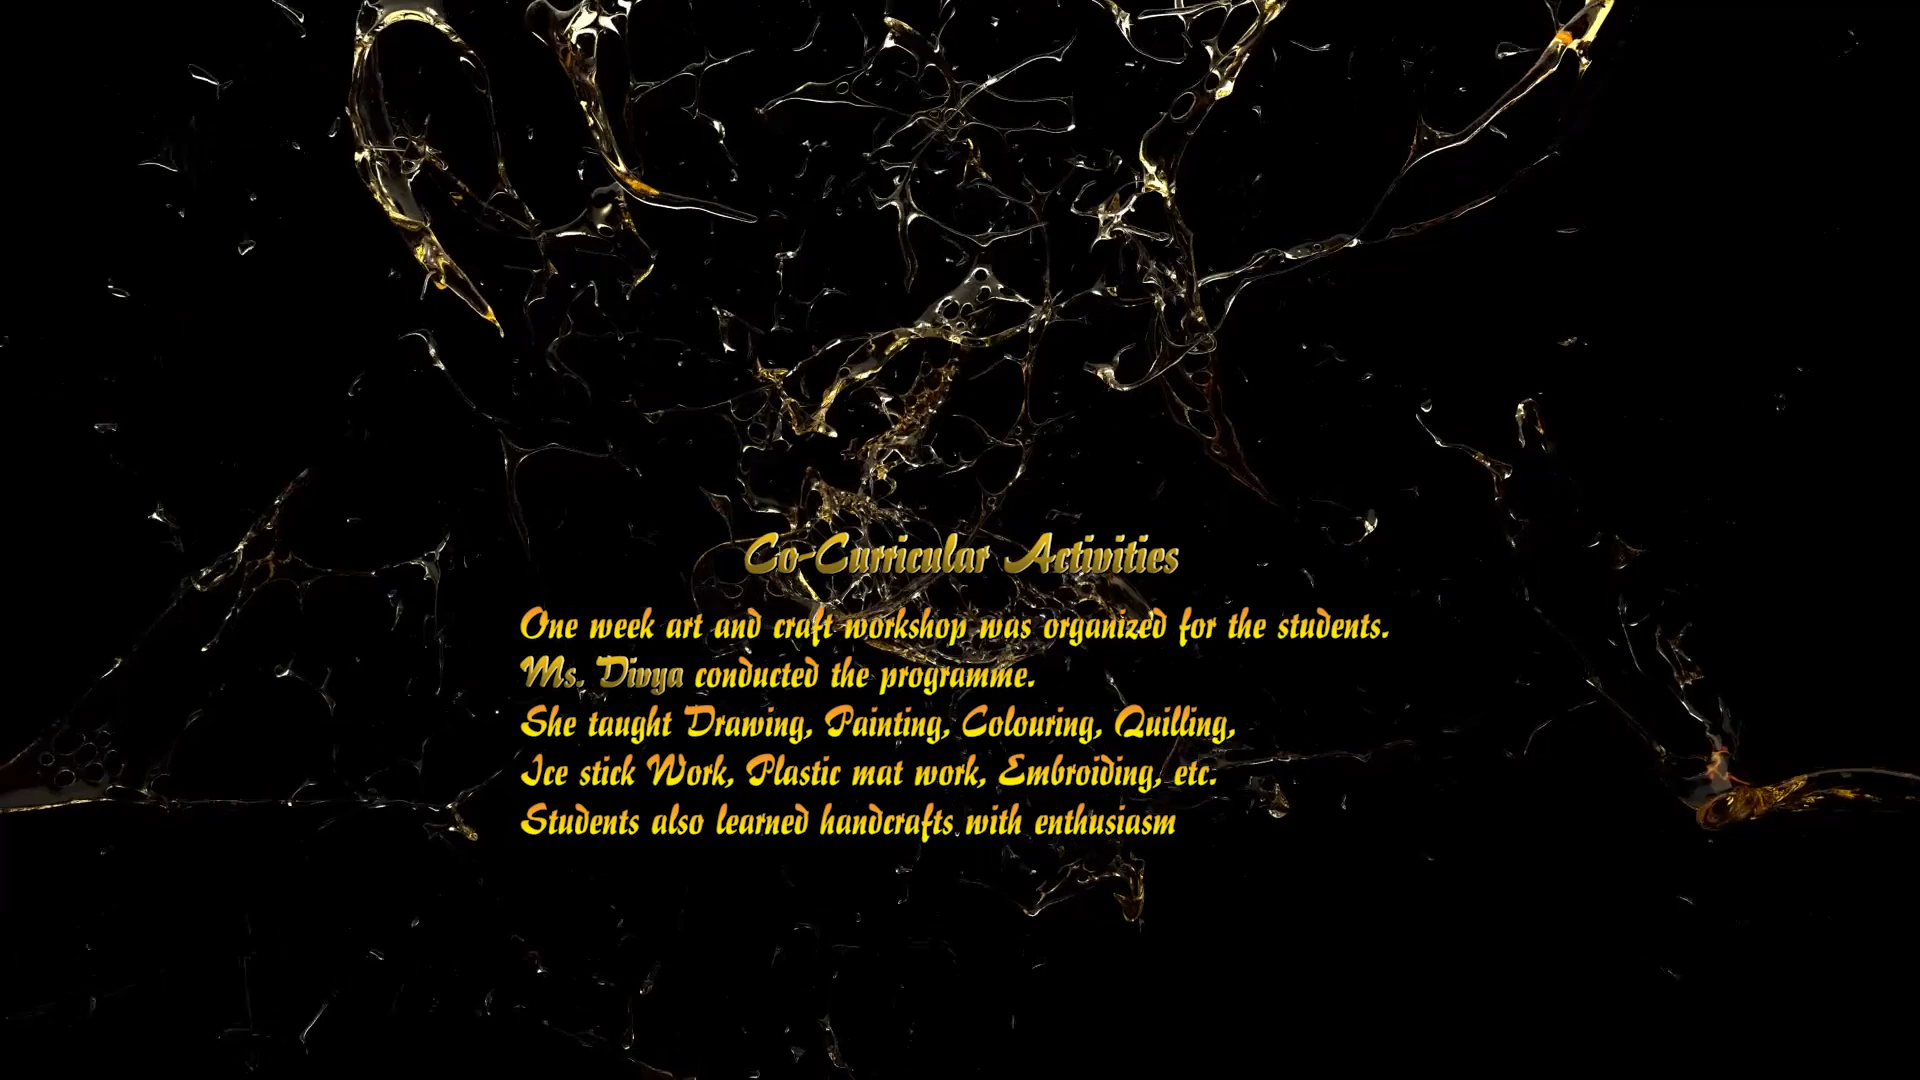 Co-Curricular Activities
One week art and craft workshop was organized for the students.
Ms. Divya conducted the programme.
She taught Drawing, Painting, Colouring, Quilling,
Ice stick Work, Plastic mat work, Embroiding, etc.
Students also learned handcrafts with enthusiasm